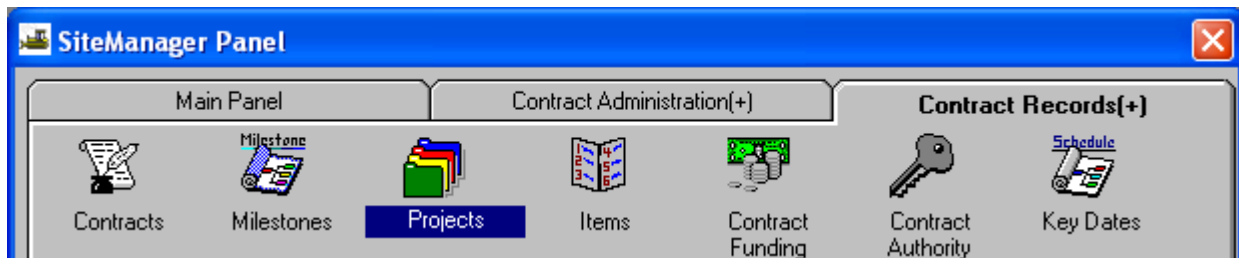 SiteManager Panel
Main Panel
Contract Administration(+)
Contract Records(+)
Milestone
Schedule
Contracts
Milestones
Projects
Items
Contract
Funding
Contract
Authority
Key Dates